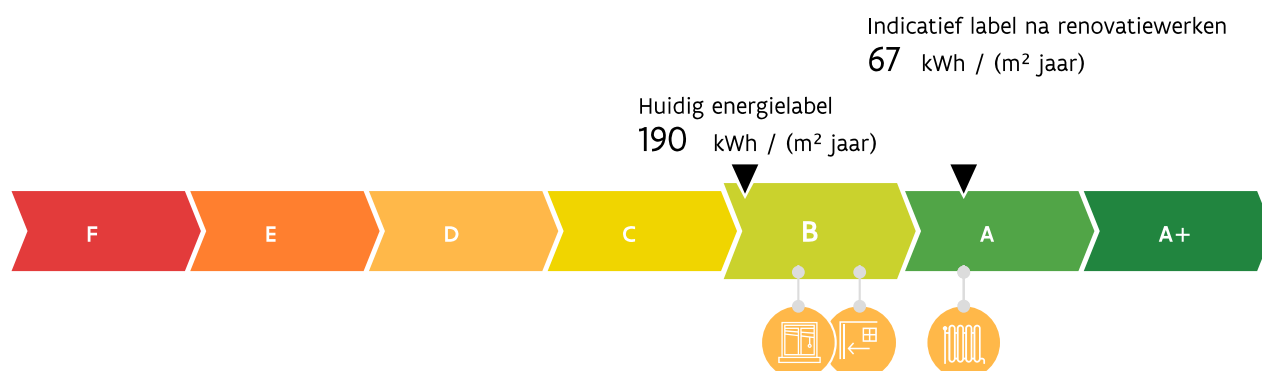 Indicatief label na renovatiewerken
67 kWh / (m² jaar)
Huidig energielabel
190 kWh / (m² jaar)
F E D C B A A+